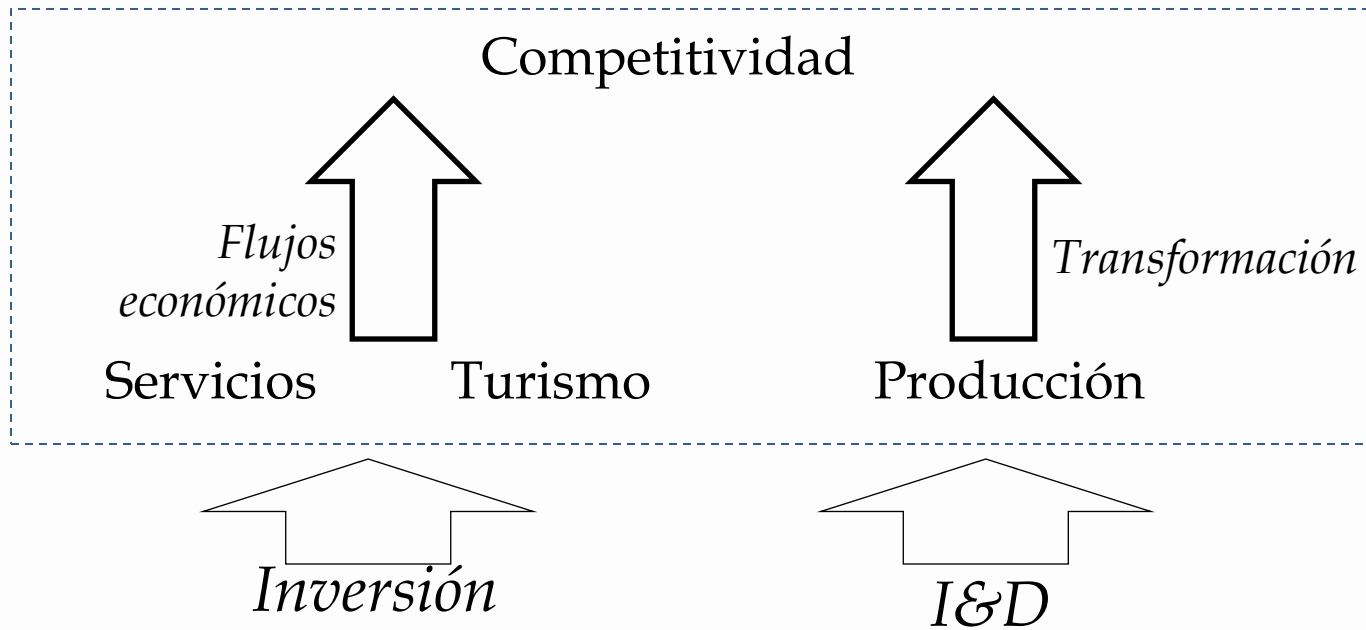 Competitividad
Flujos
económicos
Transformación
Servicios
Turismo
Producción
Inversión
I&D